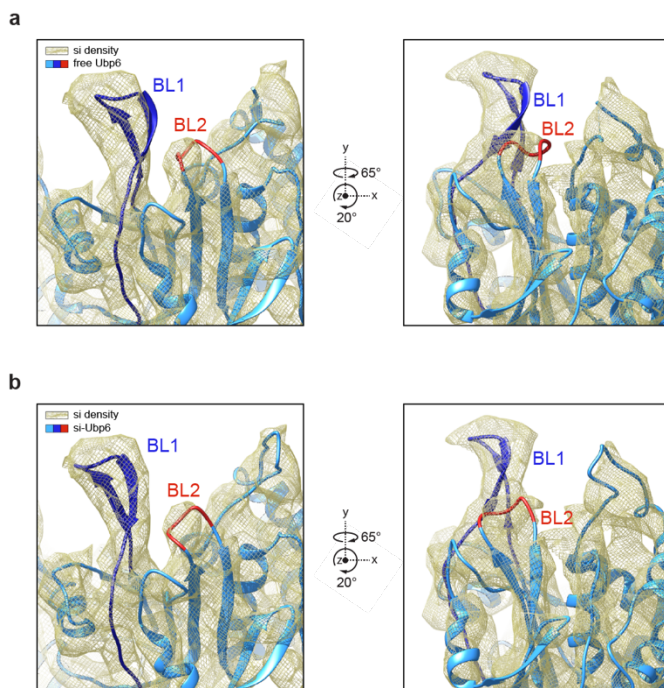 a
si density
free Ubp6
BL1
BL2
y
65°
z
x
20°
BL1
BL2
b
si density
si-Ubp6
BL1
BL2
y
65°
z
x
20°
BL1
BL2